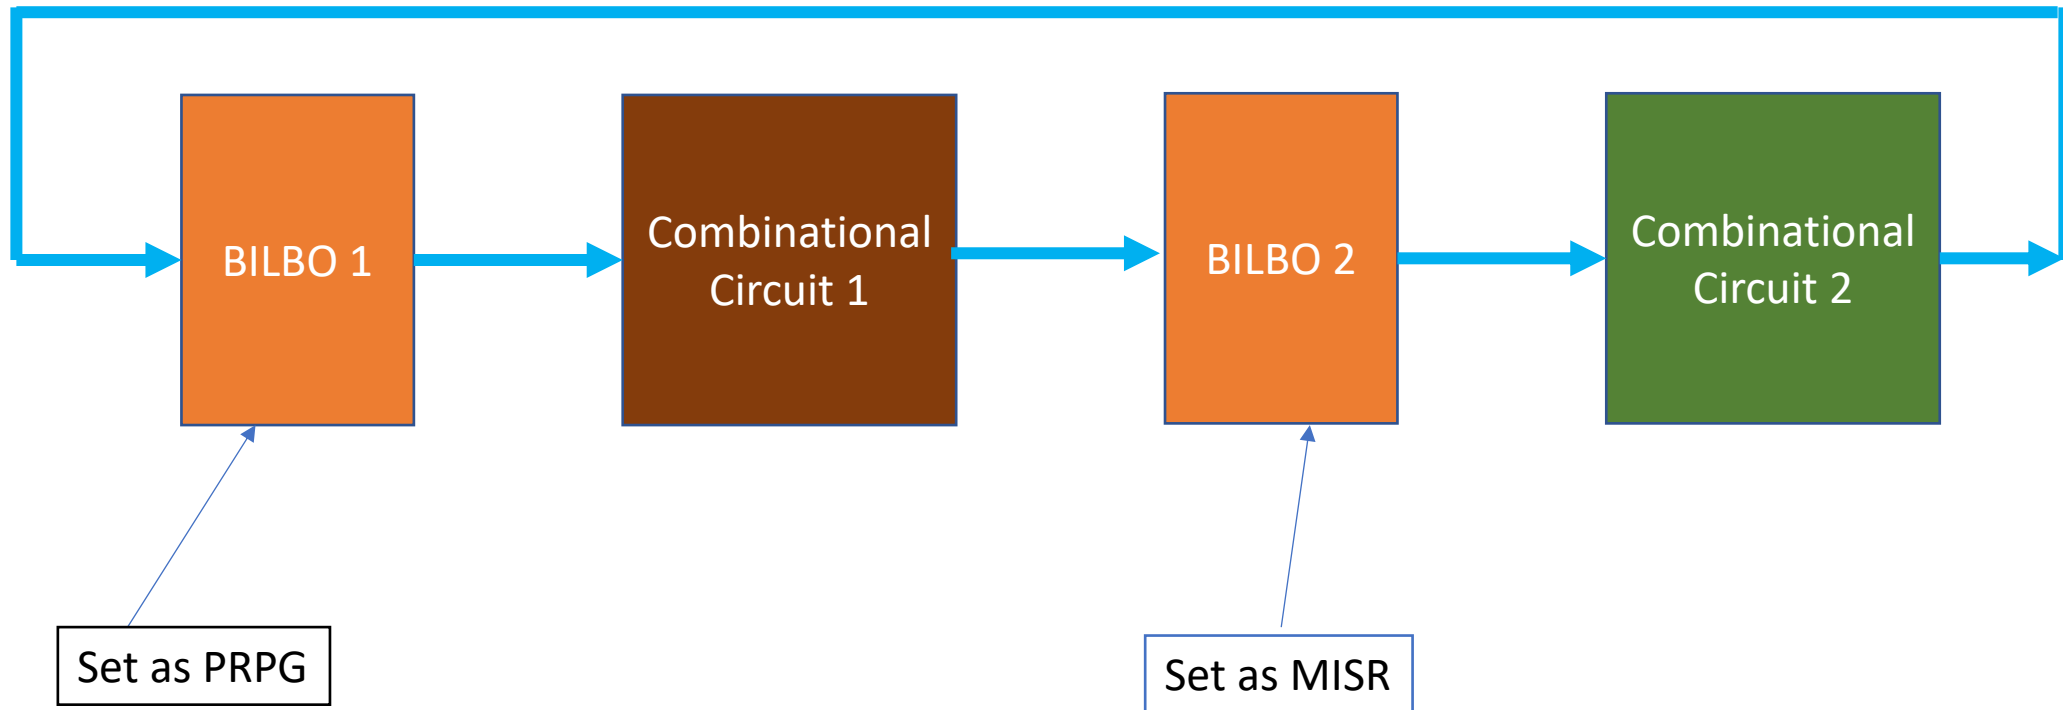 BILBO 1
Combinational
Circuit 1
BILBO 2
Combinational
Circuit 2
Set as PRPG
Set as MISR